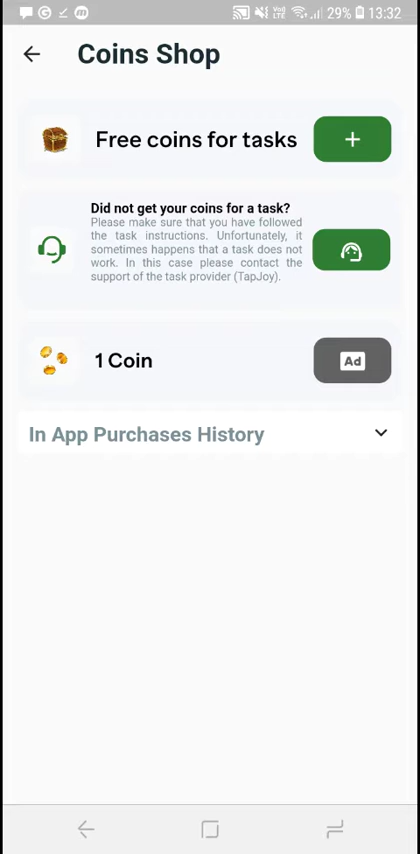 VoD LTE 29% 13:32
Coins Shop
Free coins for tasks
Did not get your coins for a task?
Please make sure that you have followed
the task instructions. Unfortunately, it
sometimes happens that a task does not
work. In this case please contact the
support of the task provider (TapJoy).
1 Coin
Ad
In App Purchases History